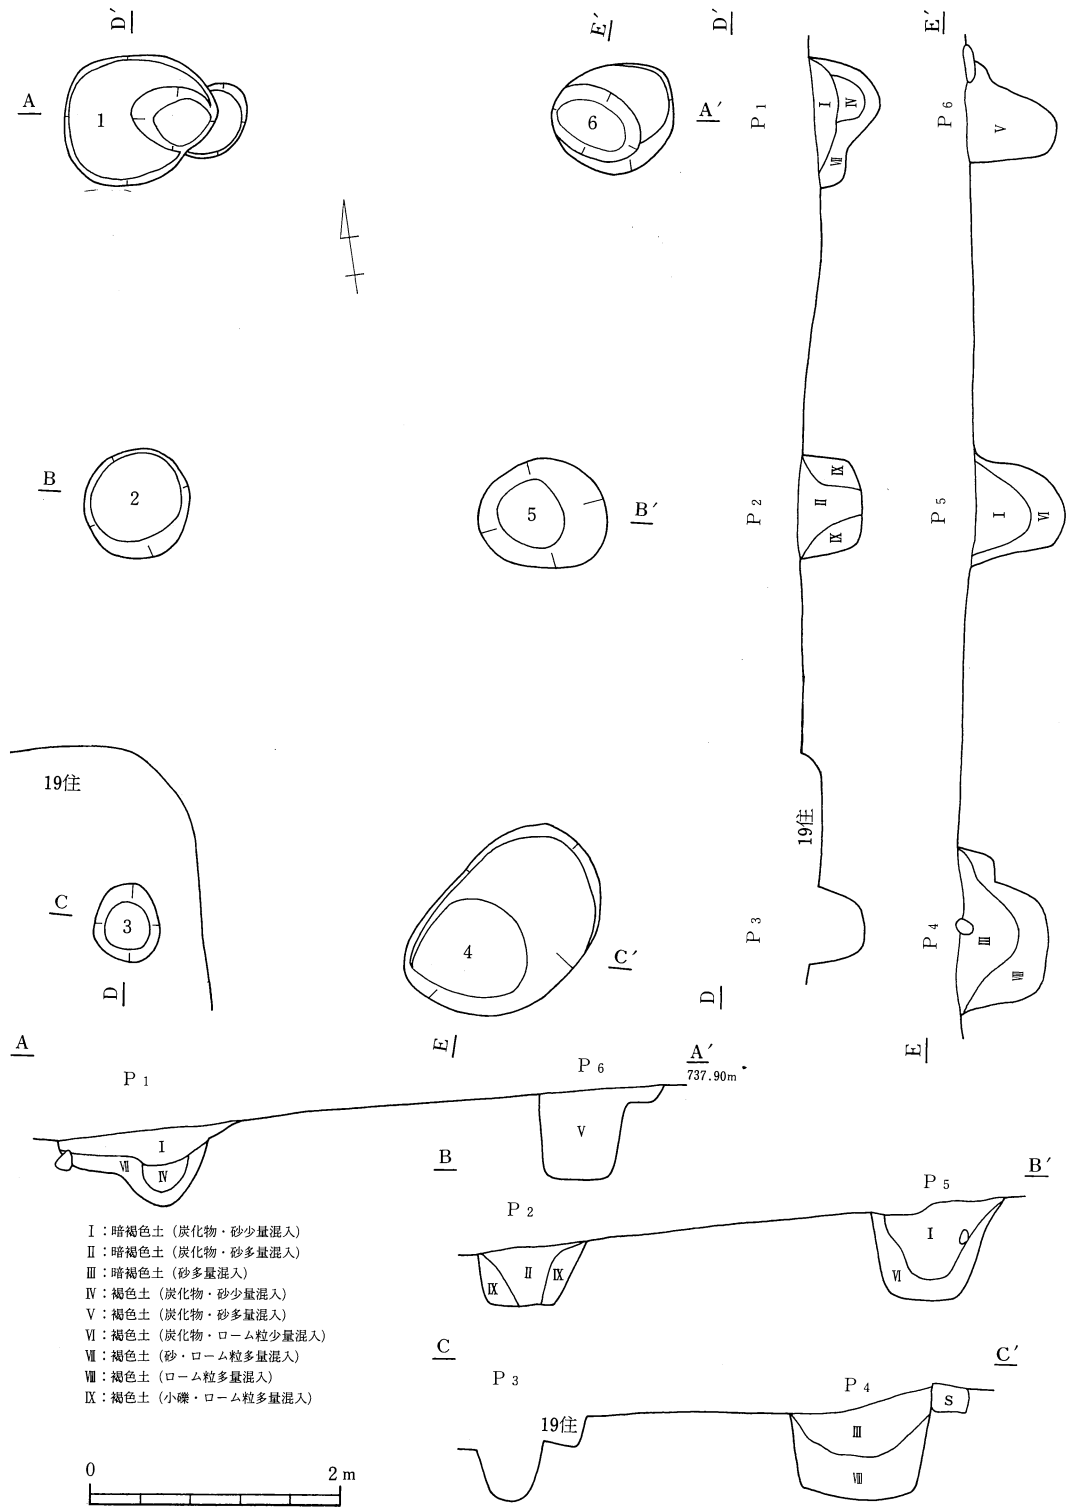 D′
E′
D′
E′
A
1
6
A′
P1
I
IV
VII
P6
V
B
2
5
B′
P2
IX
II
IX
P5
I
VI
19住
19住
C
3
4
C′
P3
P4
III
VIII
D
D
E
E
A
P1
P6
A′
737.90m
I
VII
IV
V
B
P2
P5
B′
IX
II
IX
I
VI
Ⅰ：暗褐色土（炭化物・砂少量混入）
Ⅱ：暗褐色土（炭化物・砂多量混入）
Ⅲ：暗褐色土（砂多量混入）
Ⅳ：褐色土（炭化物・砂少量混入）
Ⅴ：褐色土（炭化物・砂多量混入）
Ⅵ：褐色土（炭化物・ローム粒少量混入）
Ⅶ：褐色土（砂・ローム粒多量混入）
Ⅷ：褐色土（ローム粒多量混入）
Ⅸ：褐色土（小礫・ローム粒多量混入）
C
P3
19住
P4
C′
S
III
VIII
0
2m